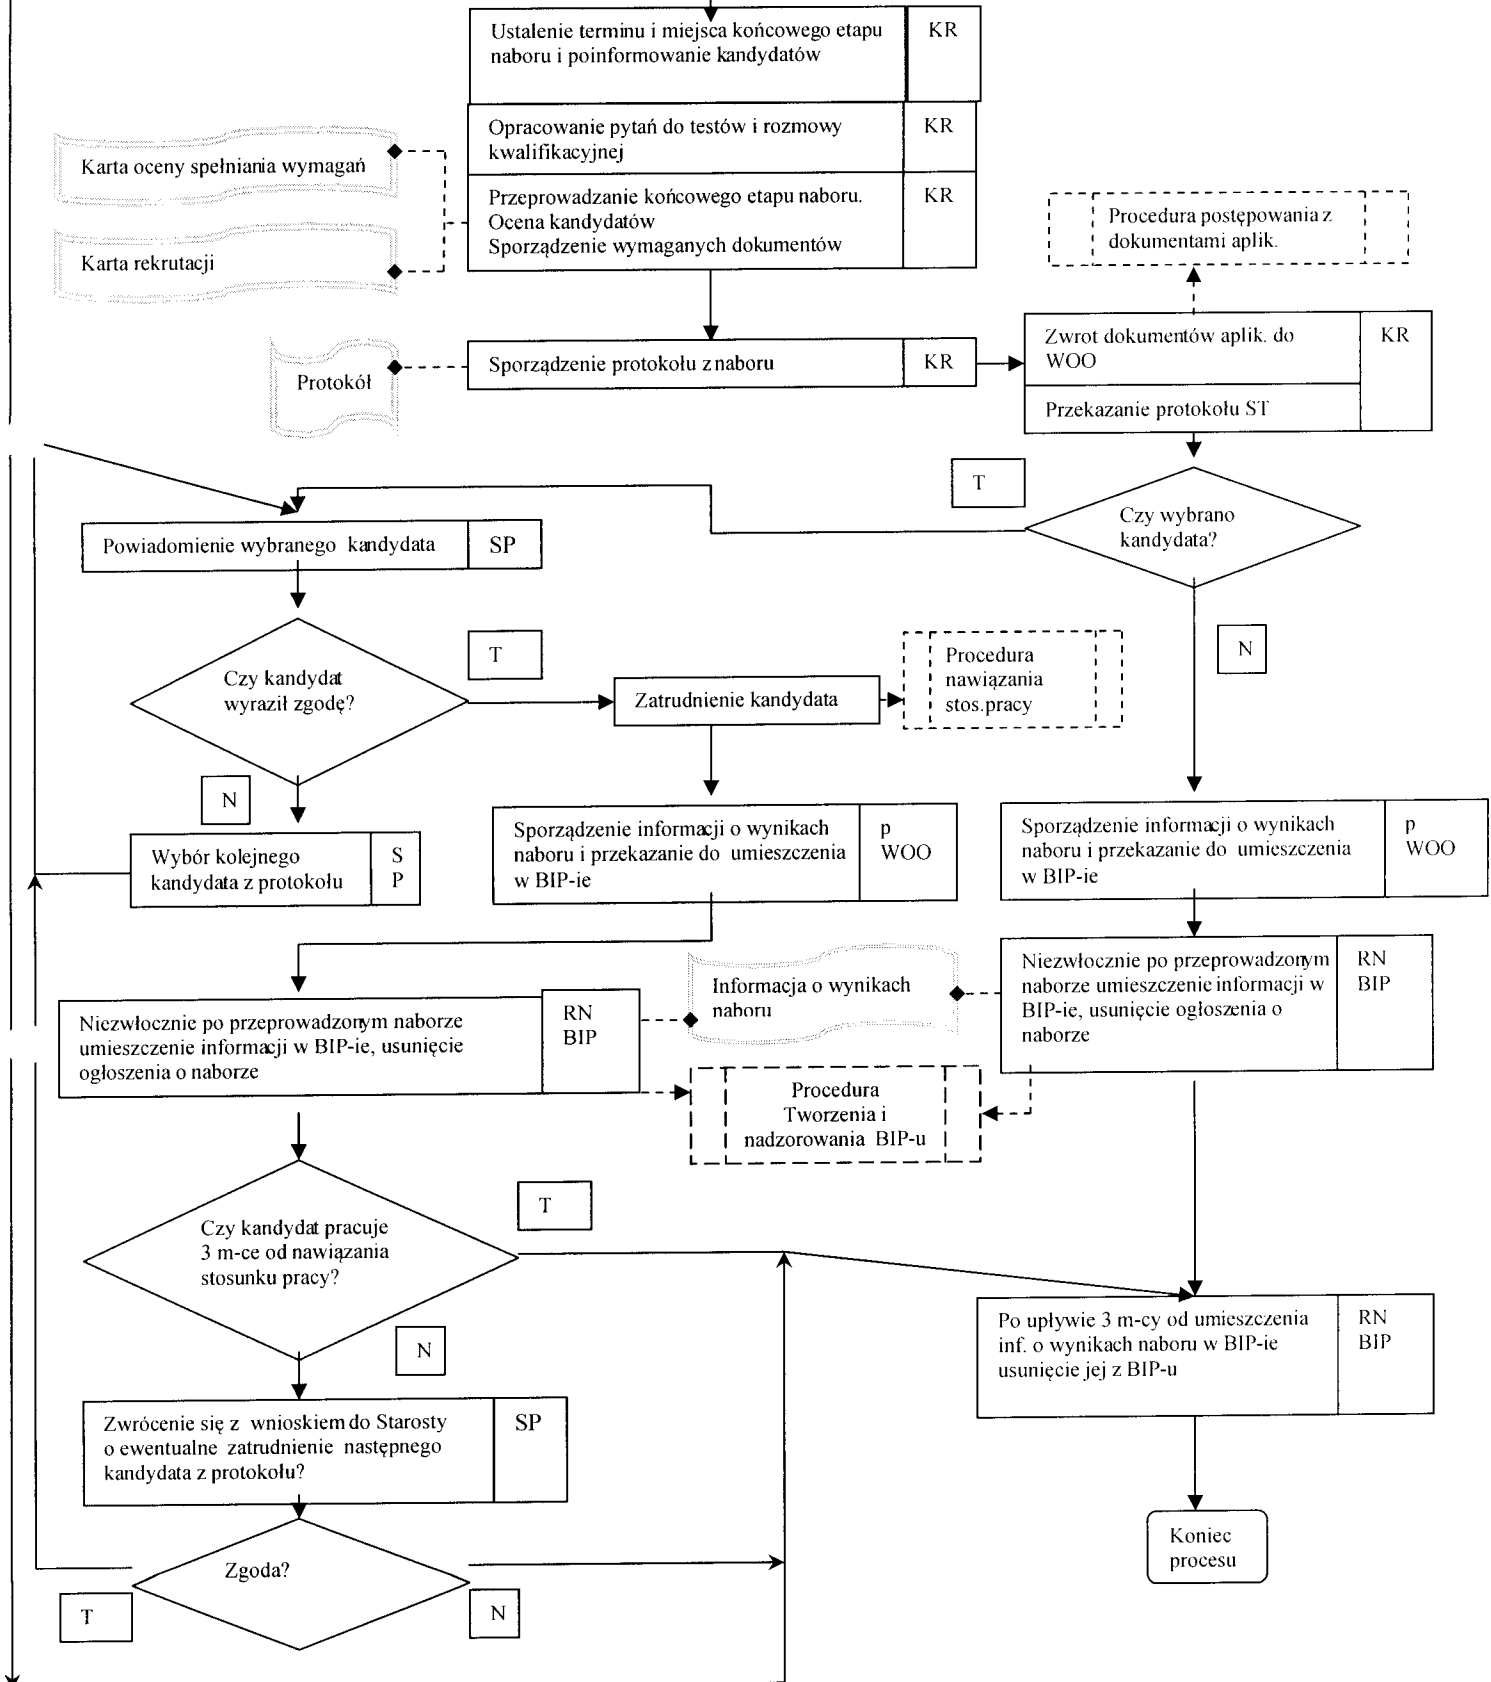 Ustalenie terminu i miejsca końcowego etapu
naboru i poinformowanie kandydatów
KR
Opracowanie pytań do testów i rozmowy
kwalifikacyjnej
KR
Karta oceny spełniania wymagań
Przeprowadzanie końcowego etapu naboru.
Ocena kandydatów
Sporządzenie wymaganych dokumentów
KR
Karta rekrutacji
Procedura postępowania z
dokumentami aplik.
Sporządzenie protokołu z naboru
KR
Protokół
Zwrot dokumentów aplik. do
WOO
KR
Przekazanie protokołu ST
T
Czy wybrano
kandydata?
Powiadomienie wybranego kandydata
SP
N
Czy kandydat
wyraził zgodę?
T
Zatrudnienie kandydata
Procedura
nawiązania
stos.pracy
N
Wybór kolejnego
kandydata z protokołu
S
P
Sporządzenie informacji o wynikach
naboru i przekazanie do umieszczenia
w BIP-ie
p
WOO
Sporządzenie informacji o wynikach
naboru i przekazanie do umieszczenia
w BIP-ie
p
WOO
Niezwłocznie po przeprowadzonym naborze
umieszczenie informacji w BIP-ie, usunięcie
ogłoszenia o naborze
RN
BIP
Informacja o wynikach
naboru
Niezwłocznie po przeprowadzonym
naborze umieszczenie informacji w
BIP-ie, usunięcie ogłoszenia o
naborze
RN
BIP
Procedura
Tworzenia i
nadzorowania BIP-u
Czy kandydat pracuje
3 m-ce od nawiązania
stosunku pracy?
T
N
Po upływie 3 m-cy od umieszczenia
inf. o wynikach naboru w BIP-ie
usunięcie jej z BIP-u
RN
BIP
Zwrócenie się z wnioskiem do Starosty
o ewentualne zatrudnienie następnego
kandydata z protokołu?
SP
Zgoda?
T
N
Koniec
procesu